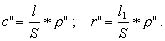 c" = l/S * ρ" ; r" = l₁/S * ρ" .